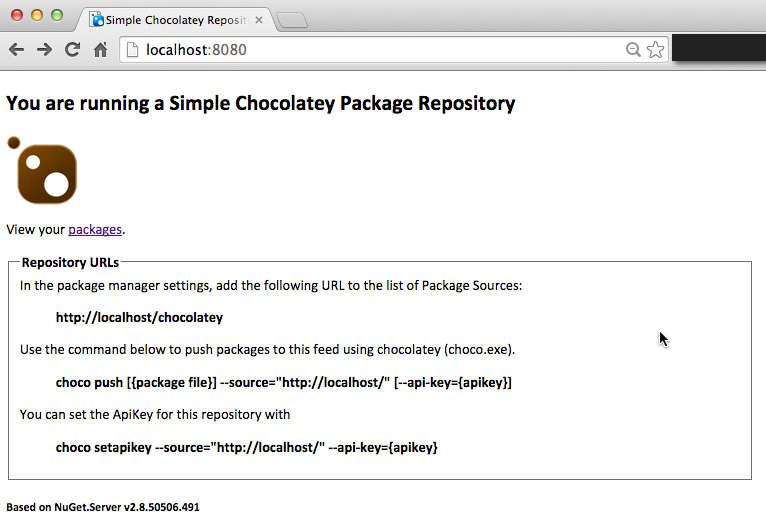 Simple Chocolatey Reposit
localhost:8080
You are running a Simple Chocolatey Package Repository
View your packages.
Repository URLs
In the package manager settings, add the following URL to the list of Package Sources:
http://localhost/chocolatey
Use the command below to push packages to this feed using chocolatey (choco.exe).
choco push [{package file}] --source="http://localhost/" [--api-key={apikey}]
You can set the ApiKey for this repository with
choco setapikey --source="http://localhost/" --api-key={apikey}
Based on NuGet.Server v2.8.50506.491